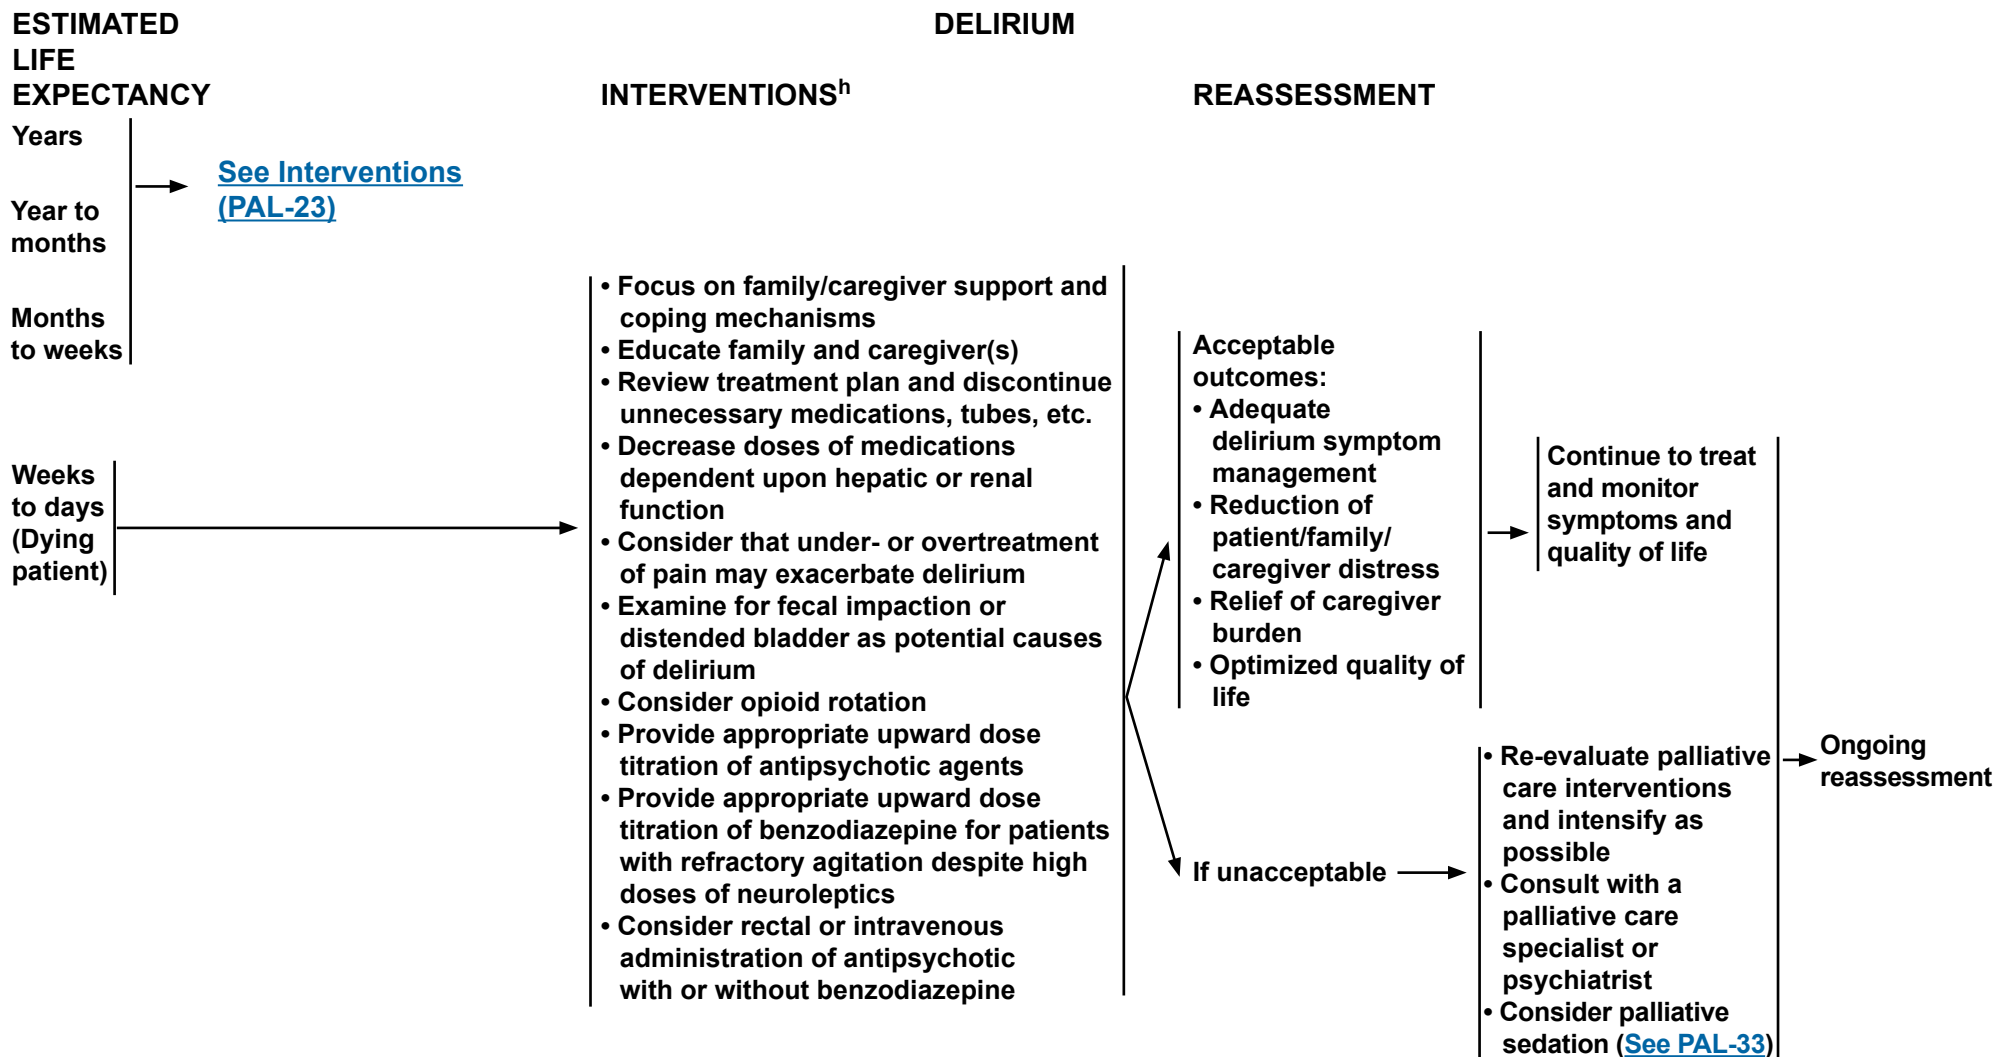 ESTIMATED
LIFE
EXPECTANCY
DELIRIUM
INTERVENTIONSʰ
REASSESSMENT
Years
Year to
months
Months
to weeks
See Interventions
(PAL-23)
Weeks
to days
(Dying
patient)
• Focus on family/caregiver support and
coping mechanisms
• Educate family and caregiver(s)
• Review treatment plan and discontinue
unnecessary medications, tubes, etc.
• Decrease doses of medications
dependent upon hepatic or renal
function
• Consider that under- or overtreatment
of pain may exacerbate delirium
• Examine for fecal impaction or
distended bladder as potential causes
of delirium
• Consider opioid rotation
• Provide appropriate upward dose
titration of antipsychotic agents
• Provide appropriate upward dose
titration of benzodiazepine for patients
with refractory agitation despite high
doses of neuroleptics
• Consider rectal or intravenous
administration of antipsychotic
with or without benzodiazepine
Acceptable
outcomes:
• Adequate
delirium symptom
management
• Reduction of
patient/family/
caregiver distress
• Relief of caregiver
burden
• Optimized quality of
life
Continue to treat
and monitor
symptoms and
quality of life
If unacceptable
• Re-evaluate palliative
care interventions
and intensify as
possible
• Consult with a
palliative care
specialist or
psychiatrist
• Consider palliative
sedation (See PAL-33)
Ongoing
reassessment